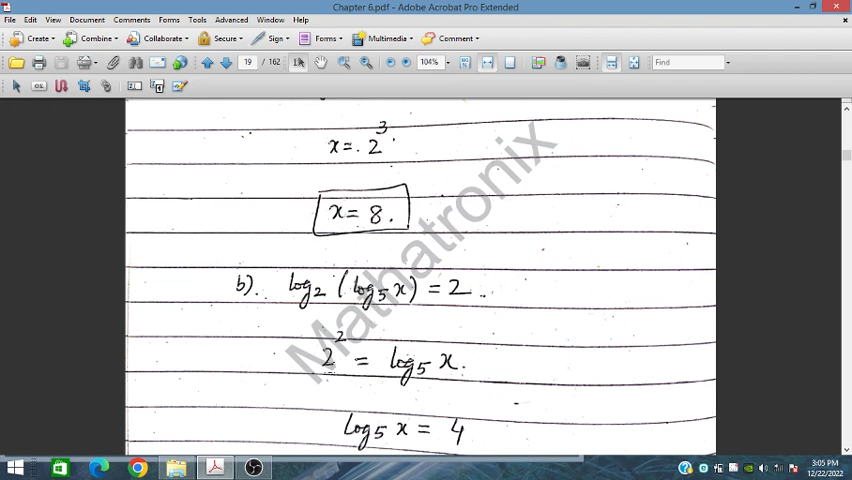 Chapter 6.pdf - Adobe Acrobat Pro Extended
File Edit View Document Comments Forms Tools Advanced Window Help
Create Combine Collaborate Secure Sign Forms Multimedia Comment
19 / 162 104% Find
x = . 2³
x = 8 .
b). log₂ (log₅ x) = 2 .
2² = log₅ x .
log₅ x = 4
Mathatronix
3:05 PM
12/22/2022